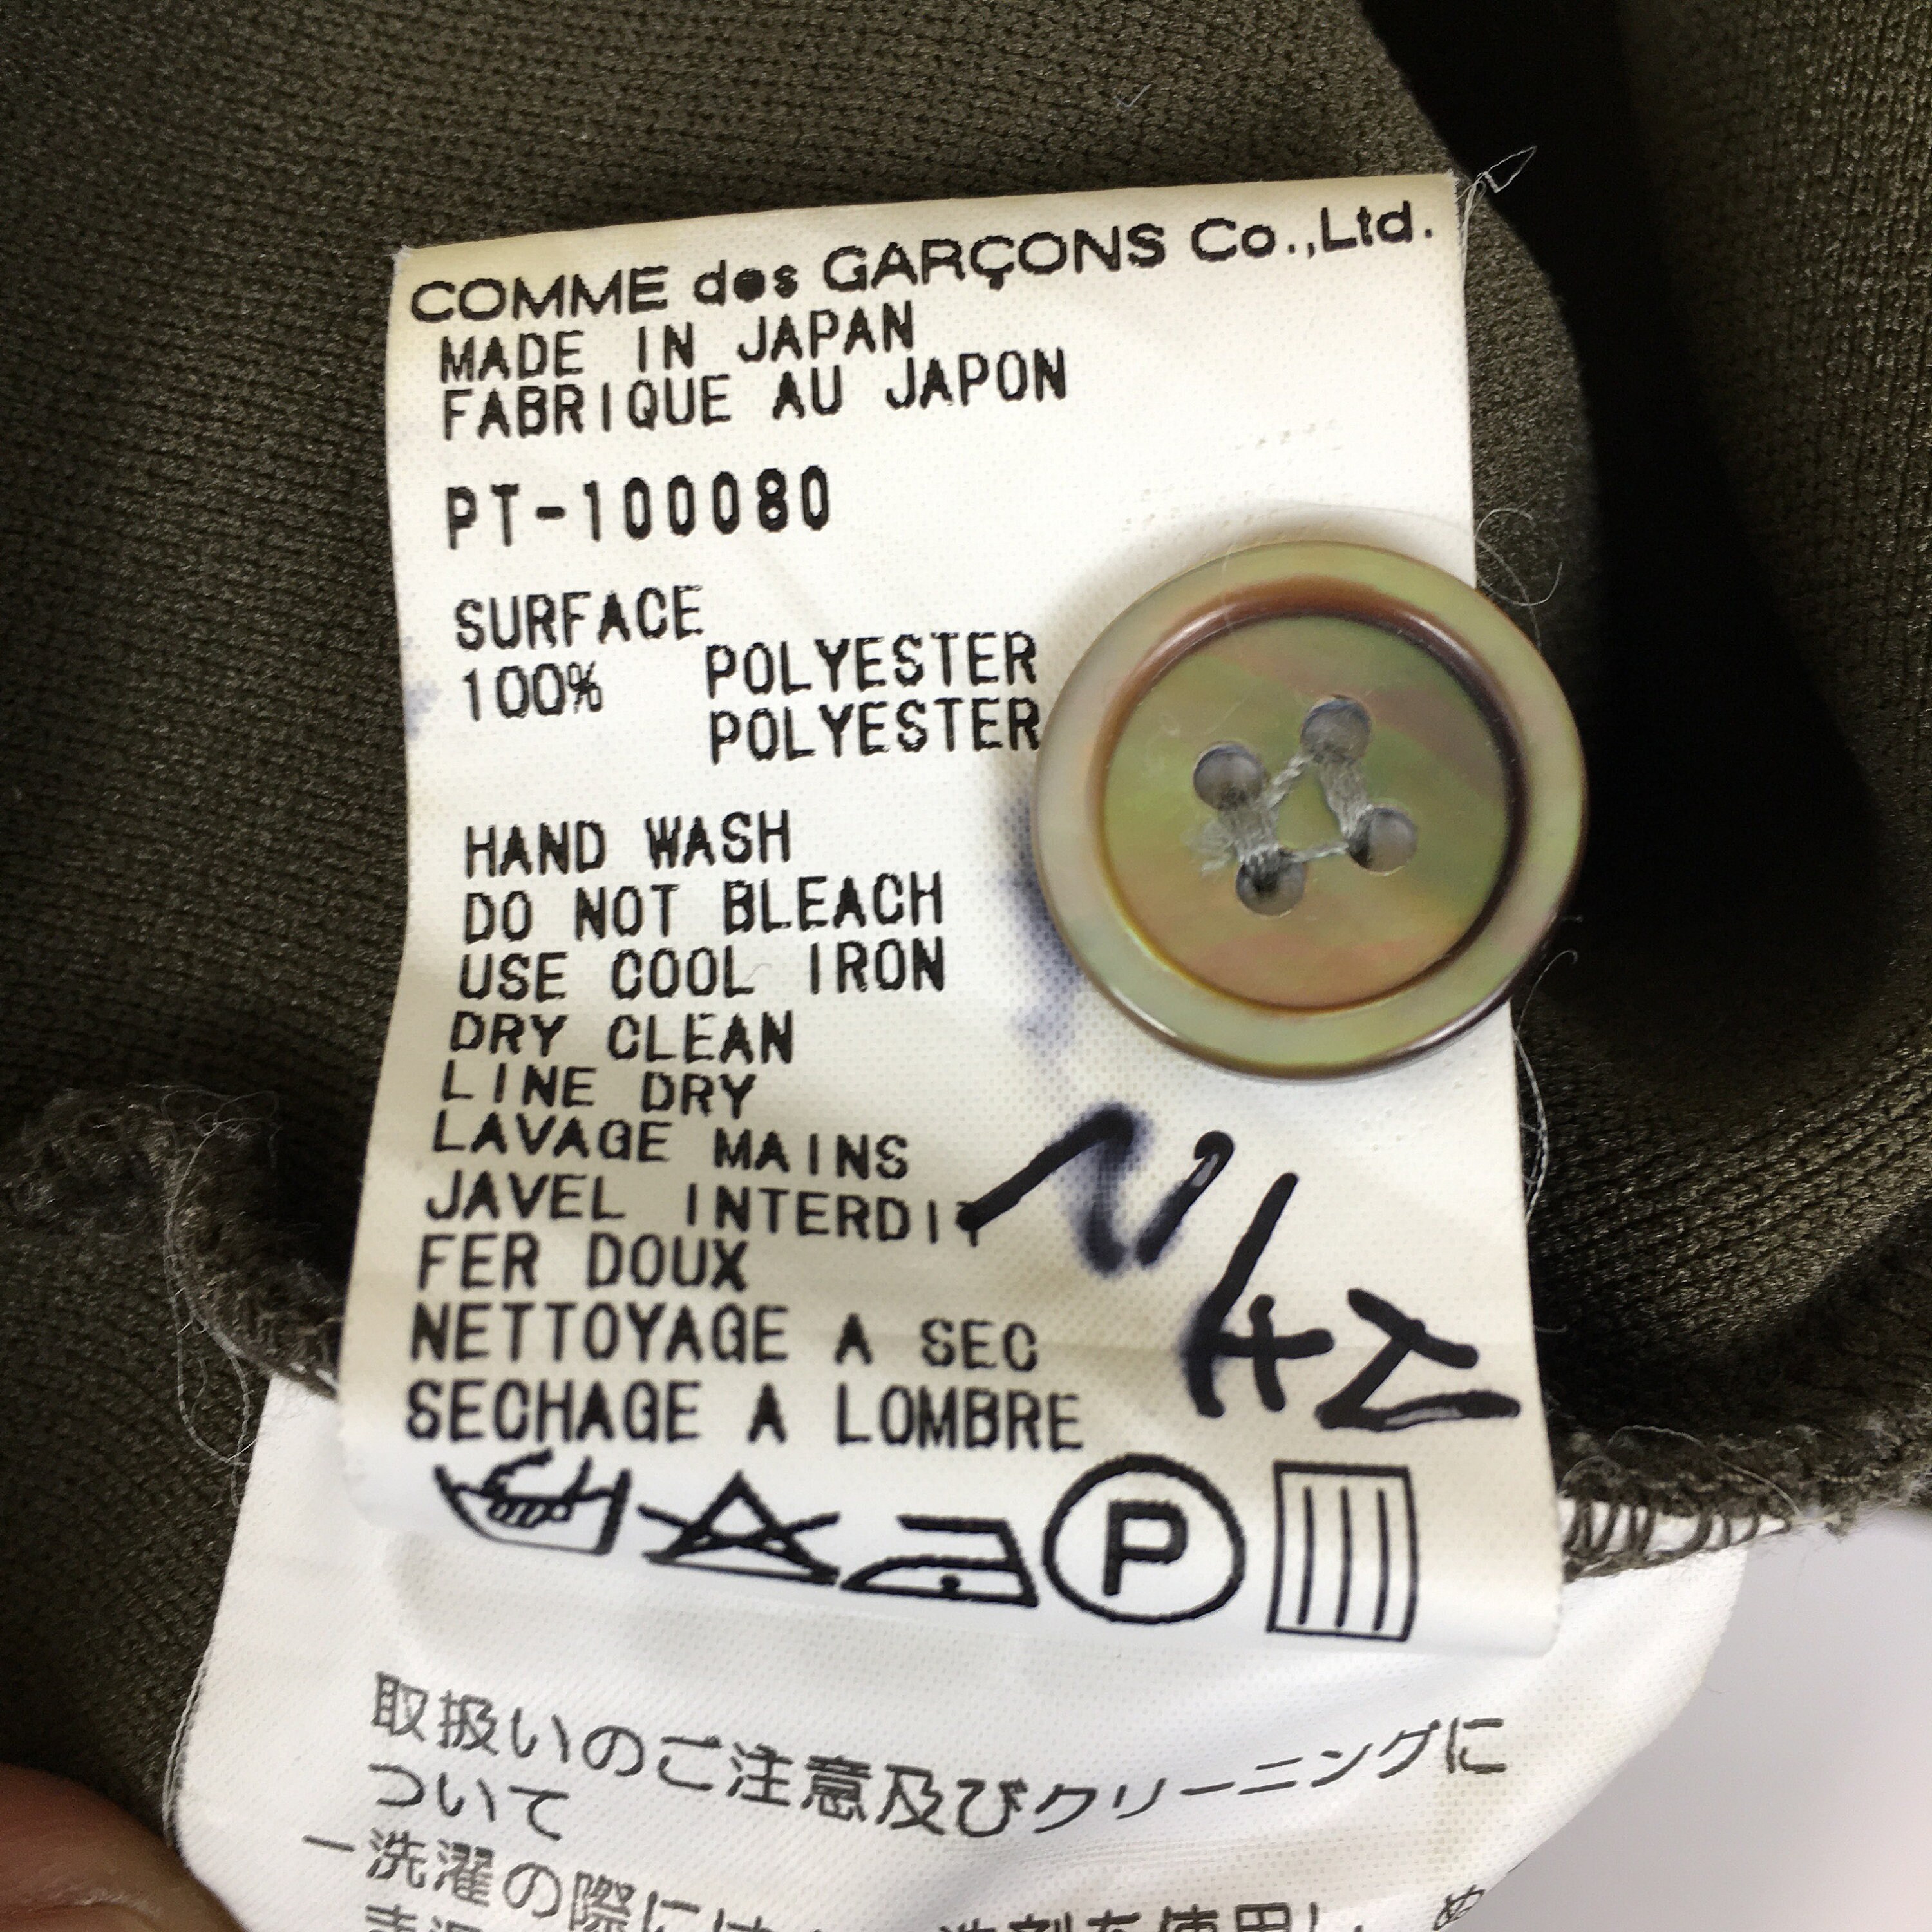 COMME des GARÇONS Co.,Ltd.
MADE IN JAPAN
FABRIQUE AU JAPON
PT-100080
SURFACE
100% POLYESTER
POLYESTER
HAND WASH
DO NOT BLEACH
USE COOL IRON
DRY CLEAN
LINE DRY
LAVAGE MAINS
JAVEL INTERDIT
FER DOUX
NETTOYAGE A SEC
SECHAGE A LOMBRE
P
取扱いのご注意及びクリーニングに
ついて
ー洗濯の際には